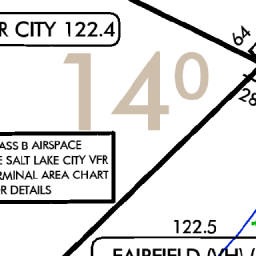 R CITY 122.4
14⁰
64
28
ASS B AIRSPACE
E SALT LAKE CITY VFR
RMINAL AREA CHART
R DETAILS
122.5
FAIRFIELD (VH) (